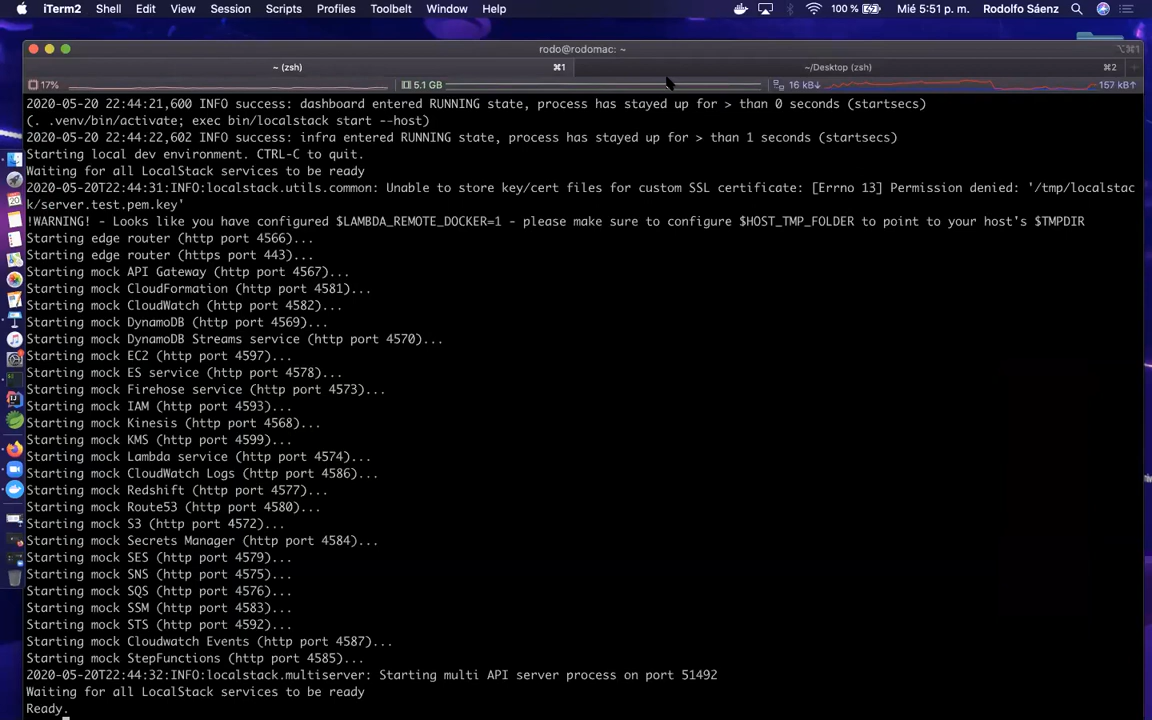 iTerm2 Shell Edit View Session Scripts Profiles Toolbelt Window Help 100 % Mié 5:51 p. m. Rodolfo Sáenz
rodo@rodomac: ~ ⌥⌘1
~ (zsh) ⌘1 ~/Desktop (zsh) ⌘2
17% 5.1 GB 16 kB↓ 157 kB↑
2020-05-20 22:44:21,600 INFO success: dashboard entered RUNNING state, process has stayed up for > than 0 seconds (startsecs)
(. .venv/bin/activate; exec bin/localstack start --host)
2020-05-20 22:44:22,602 INFO success: infra entered RUNNING state, process has stayed up for > than 1 seconds (startsecs)
Starting local dev environment. CTRL-C to quit.
Waiting for all LocalStack services to be ready
2020-05-20T22:44:31:INFO:localstack.utils.common: Unable to store key/cert files for custom SSL certificate: [Errno 13] Permission denied: '/tmp/localstac
k/server.test.pem.key'
!WARNING! - Looks like you have configured $LAMBDA_REMOTE_DOCKER=1 - please make sure to configure $HOST_TMP_FOLDER to point to your host's $TMPDIR
Starting edge router (http port 4566)...
Starting edge router (https port 443)...
Starting mock API Gateway (http port 4567)...
Starting mock CloudFormation (http port 4581)...
Starting mock CloudWatch (http port 4582)...
Starting mock DynamoDB (http port 4569)...
Starting mock DynamoDB Streams service (http port 4570)...
Starting mock EC2 (http port 4597)...
Starting mock ES service (http port 4578)...
Starting mock Firehose service (http port 4573)...
Starting mock IAM (http port 4593)...
Starting mock Kinesis (http port 4568)...
Starting mock KMS (http port 4599)...
Starting mock Lambda service (http port 4574)...
Starting mock CloudWatch Logs (http port 4586)...
Starting mock Redshift (http port 4577)...
Starting mock Route53 (http port 4580)...
Starting mock S3 (http port 4572)...
Starting mock Secrets Manager (http port 4584)...
Starting mock SES (http port 4579)...
Starting mock SNS (http port 4575)...
Starting mock SQS (http port 4576)...
Starting mock SSM (http port 4583)...
Starting mock STS (http port 4592)...
Starting mock Cloudwatch Events (http port 4587)...
Starting mock StepFunctions (http port 4585)...
2020-05-20T22:44:32:INFO:localstack.multiserver: Starting multi API server process on port 51492
Waiting for all LocalStack services to be ready
Ready.